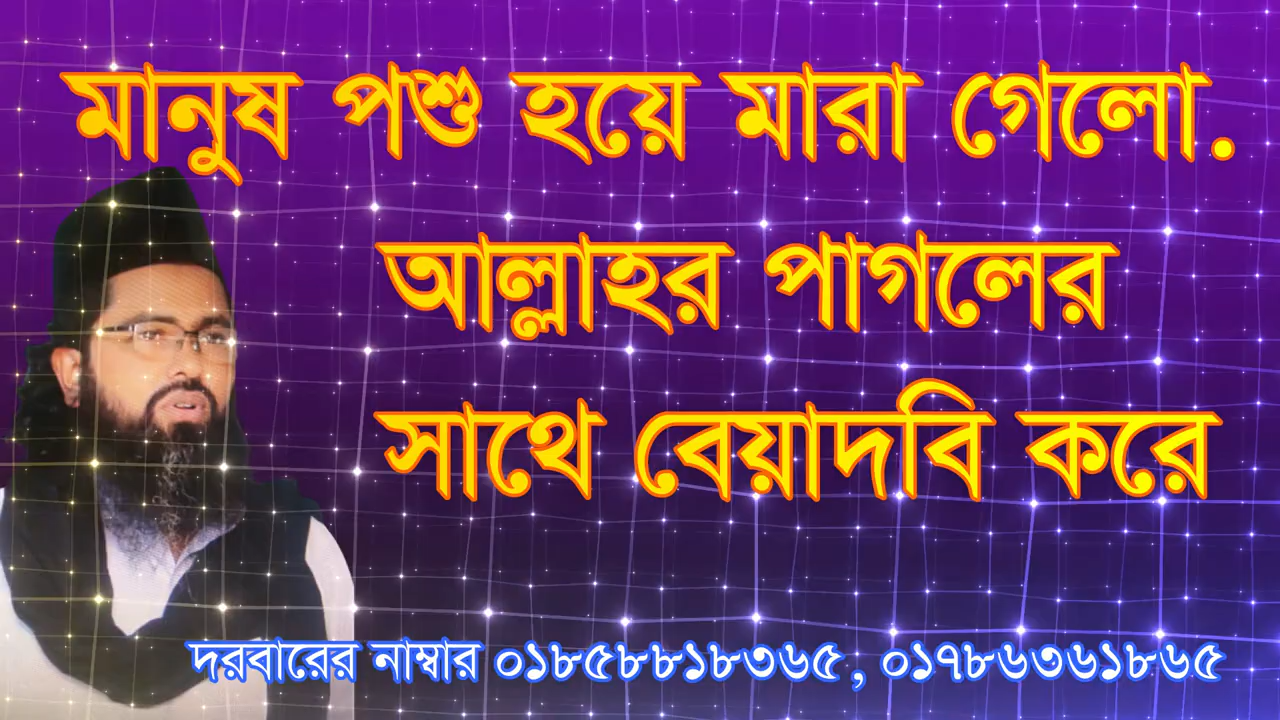 মানুষ পশু হয়ে মারা গেলো.
আল্লাহর পাগলের
সাথে বেয়াদবি করে
দরবারের নাম্বার ০১৮৫৮৮১৮৩৬৫, ০১৭৮৬৩৬১৮৬৫